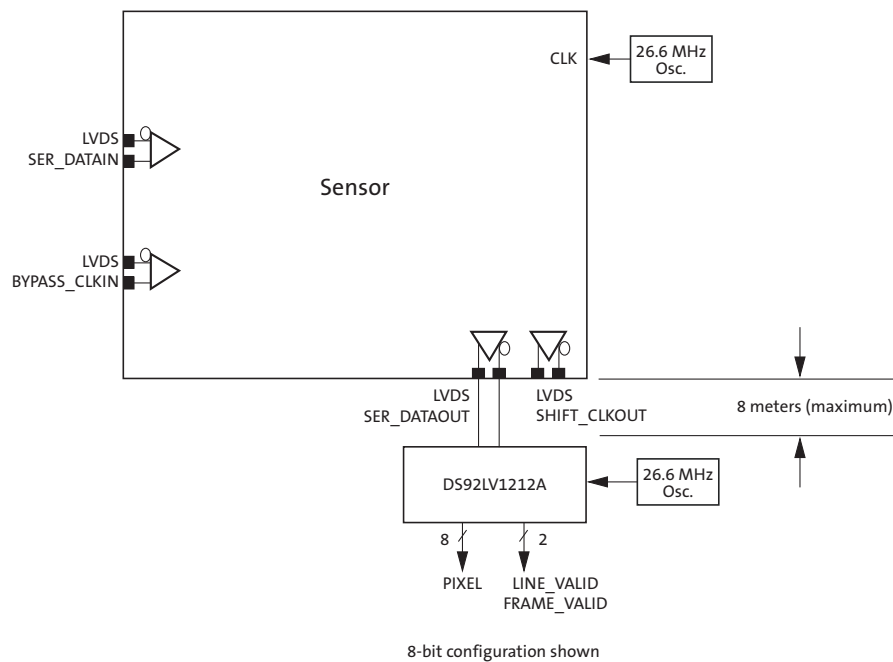 CLK
26.6 MHz
Osc.
LVDS
SER_DATAIN
Sensor
LVDS
BYPASS_CLKIN
LVDS
SER_DATAOUT
LVDS
SHIFT_CLKOUT
8 meters (maximum)
DS92LV1212A
26.6 MHz
Osc.
8
2
PIXEL
LINE_VALID
FRAME_VALID
8-bit configuration shown